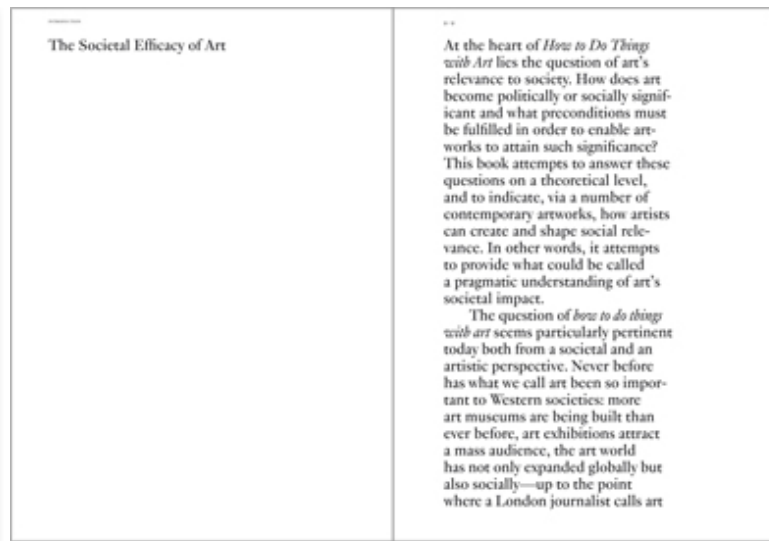 The Societal Efficacy of Art
At the heart of How to Do Things
with Art lies the question of art's
relevance to society. How does art
become politically or socially signif-
icant and what preconditions must
be fulfilled in order to enable art-
works to attain such significance?
This book attempts to answer these
questions on a theoretical level,
and to indicate, via a number of
contemporary artworks, how artists
can create and shape social rele-
vance. In other words, it attempts
to provide what could be called
a pragmatic understanding of art's
societal impact.
The question of how to do things
with art seems particularly pertinent
today both from a societal and an
artistic perspective. Never before
has what we call art been so impor-
tant to Western societies: more
art museums are being built than
ever before, art exhibitions attract
a mass audience, the art world
has not only expanded globally but
also socially—up to the point
where a London journalist calls art